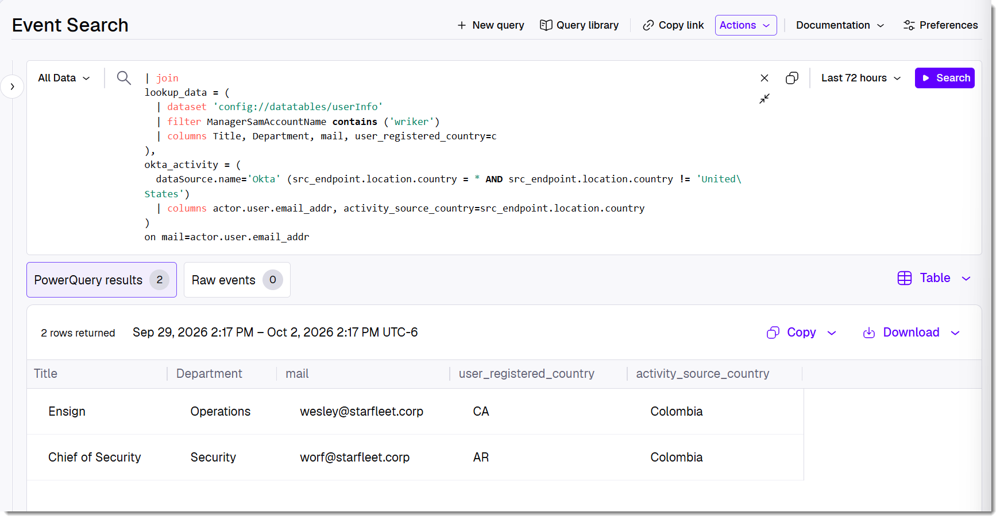 Event Search
New query
Query library
Copy link
Actions
Documentation
Preferences
All Data
| join
lookup_data = (
| dataset 'config://datatables/userInfo'
| filter ManagerSamAccountName contains ('wriker')
| columns Title, Department, mail, user_registered_country=c
),
okta_activity = (
dataSource.name='Okta' (src_endpoint.location.country = * AND src_endpoint.location.country != 'United\
States')
| columns actor.user.email_addr, activity_source_country=src_endpoint.location.country
)
on mail=actor.user.email_addr
Last 72 hours
Search
PowerQuery results 2
Raw events 0
Table
2 rows returned
Sep 29, 2026 2:17 PM – Oct 2, 2026 2:17 PM UTC-6
Copy
Download
Title Department mail user_registered_country activity_source_country
Ensign Operations wesley@starfleet.corp CA Colombia
Chief of Security Security worf@starfleet.corp AR Colombia